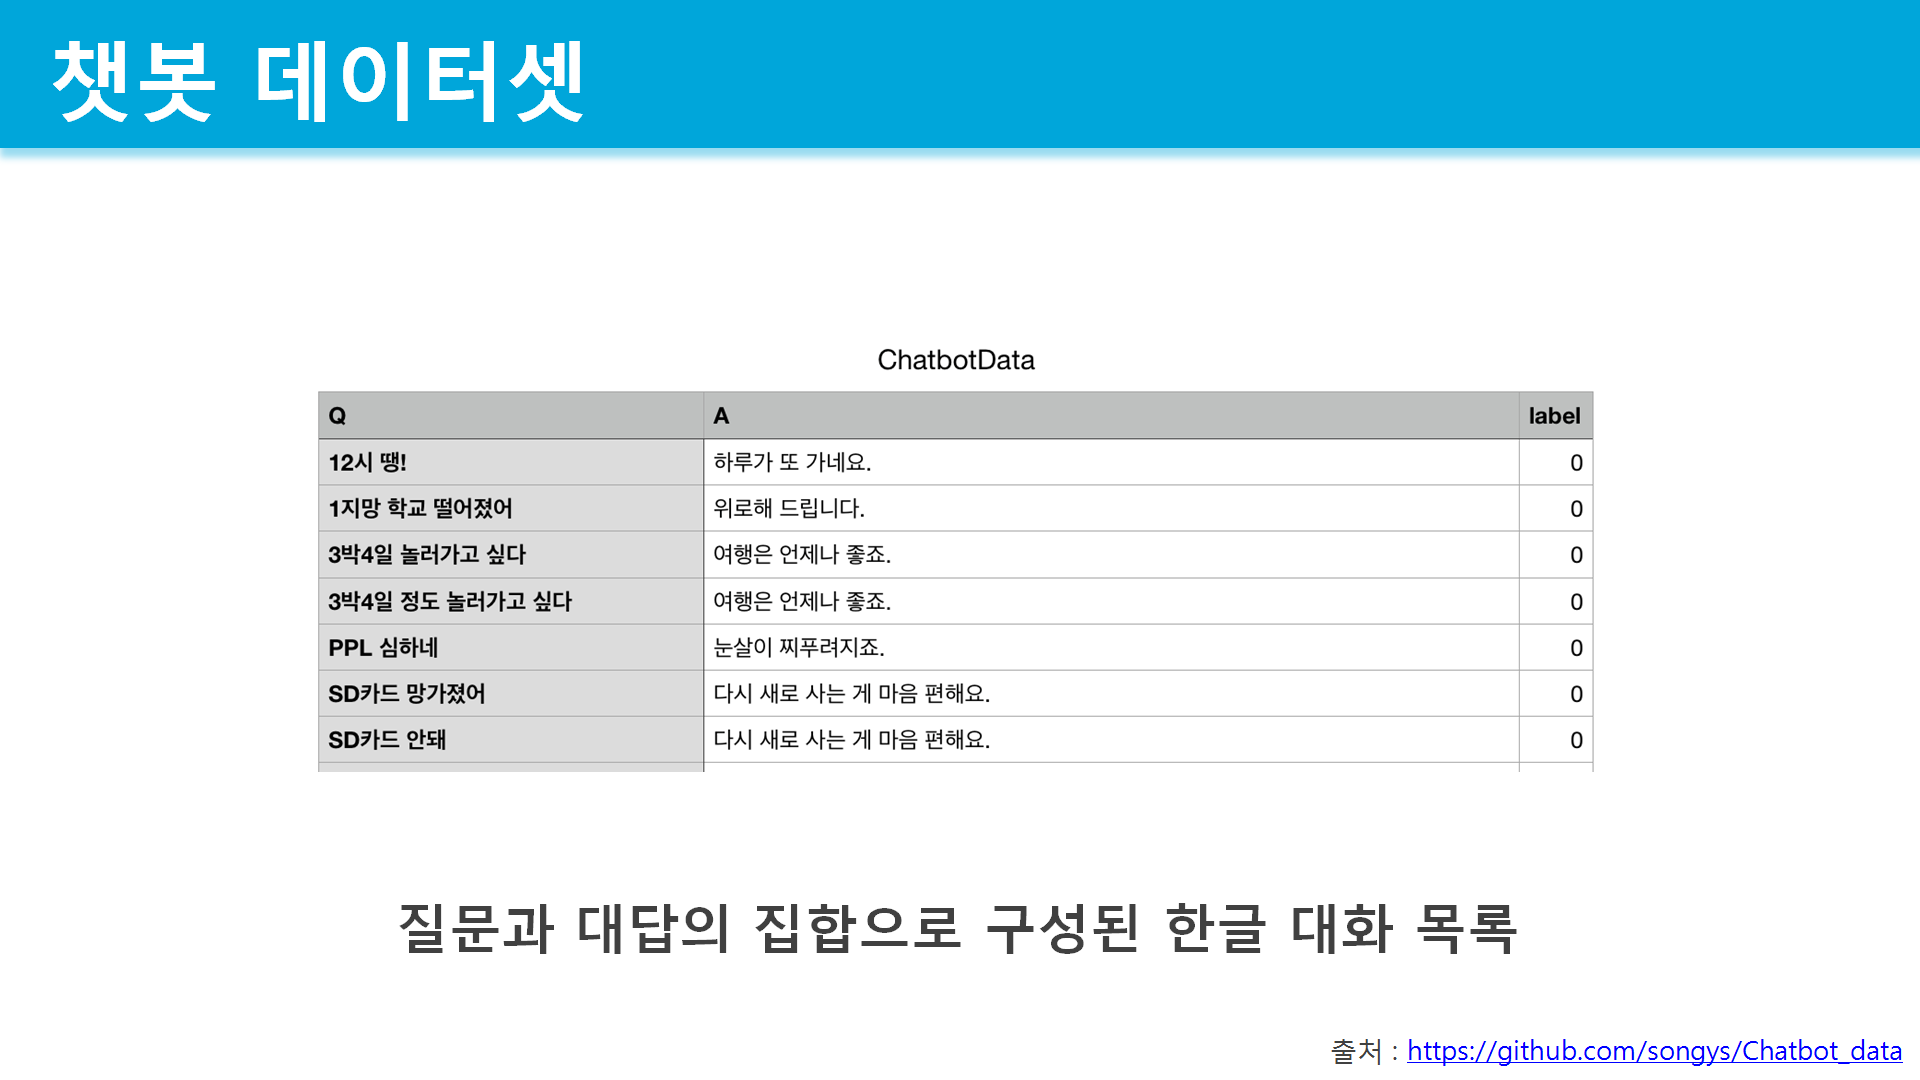 챗봇 데이터셋
ChatbotData
Q A label
12시 땡! 하루가 또 가네요. 0
1지망 학교 떨어졌어 위로해 드립니다. 0
3박4일 놀러가고 싶다 여행은 언제나 좋죠. 0
3박4일 정도 놀러가고 싶다 여행은 언제나 좋죠. 0
PPL 심하네 눈살이 찌푸려지죠. 0
SD카드 망가졌어 다시 새로 사는 게 마음 편해요. 0
SD카드 안돼 다시 새로 사는 게 마음 편해요. 0
질문과 대답의 집합으로 구성된 한글 대화 목록
출처 : https://github.com/songys/Chatbot_data